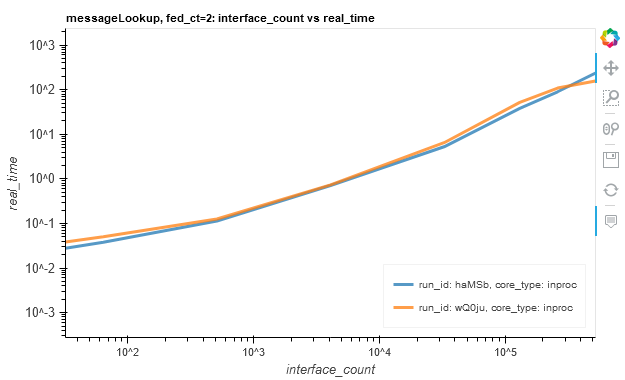 messageLookup, fed_ct=2: interface_count vs real_time
10^3
10^2
10^1
10^0
10^-1
10^-2
10^-3
real_time
run_id: haMSb, core_type: inproc
run_id: wQ0ju, core_type: inproc
10^2
10^3
10^4
10^5
interface_count